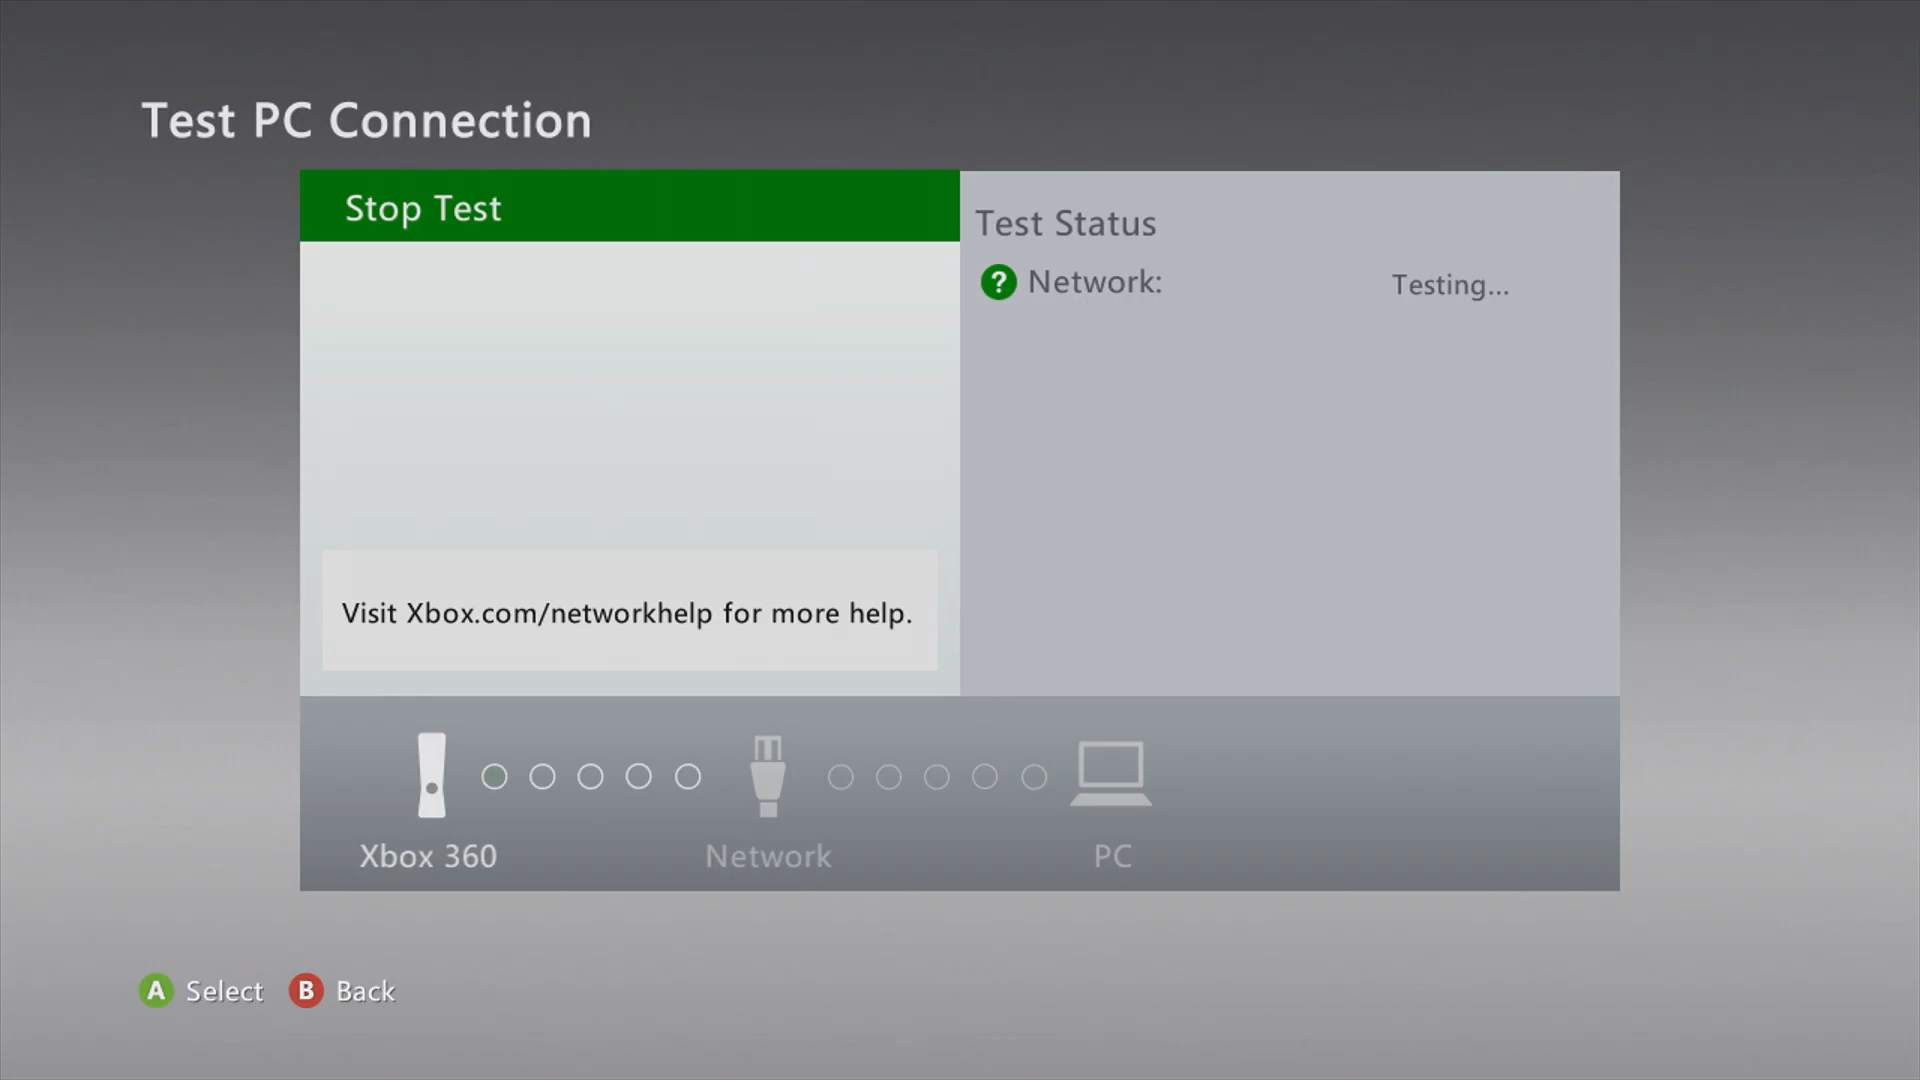 Test PC Connection
Stop Test
Test Status
? Network: Testing...
Visit Xbox.com/networkhelp for more help.
Xbox 360
Network
PC
A Select B Back